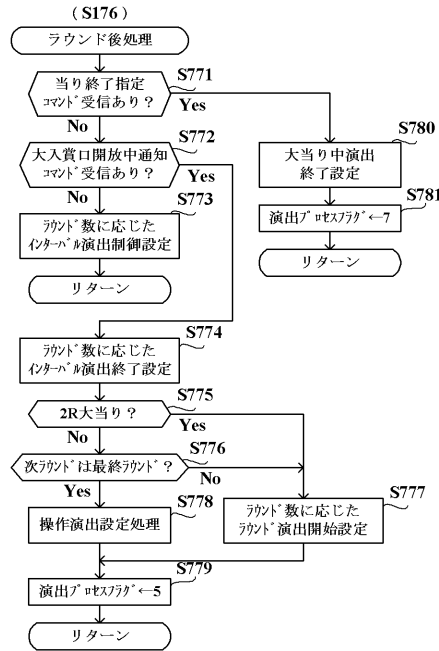 (S176)
ラウンド後処理
S771
当り終了指定
コマンド受信あり？
Yes
No
S772
大入賞口開放中通知
コマンド受信あり？
Yes
No
S773
ラウンド数に応じた
インターバル演出制御設定
リターン
S780
大当り中演出
終了設定
S781
演出プロセスフラグ←7
リターン
S774
ラウンド数に応じた
インターバル演出終了設定
S775
2R大当り？
Yes
No
S776
次ラウンドは最終ラウンド？
No
Yes
S777
ラウンド数に応じた
ラウンド演出開始設定
S778
操作演出設定処理
S779
演出プロセスフラグ←5
リターン